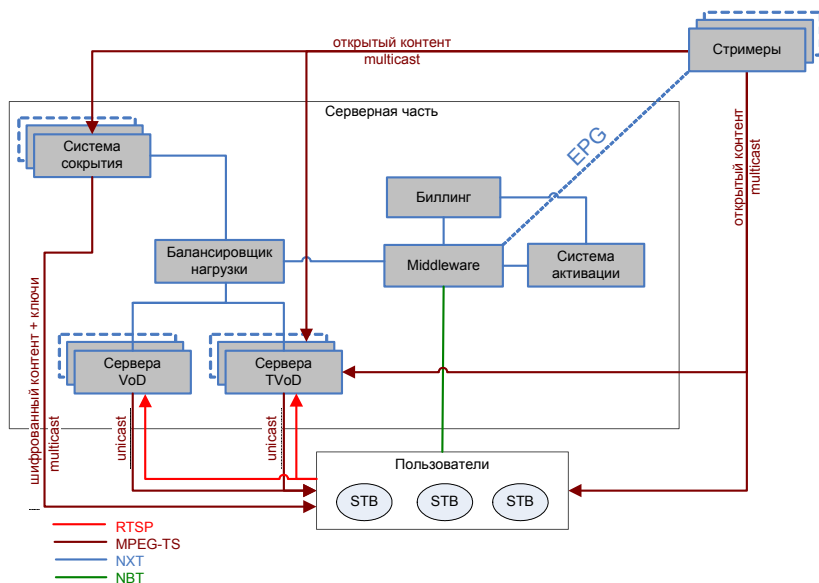 открытый контент
multicast
Стримеры
Серверная часть
Система
сокрытия
EPG
открытый контент
multicast
Биллинг
Балансировщик
нагрузки
Middleware
Система
активации
шифрованный контент + ключи
multicast
Сервера
VoD
Сервера
TVoD
unicast
unicast
Пользователи
STB
STB
STB
RTSP
MPEG-TS
NXT
NBT